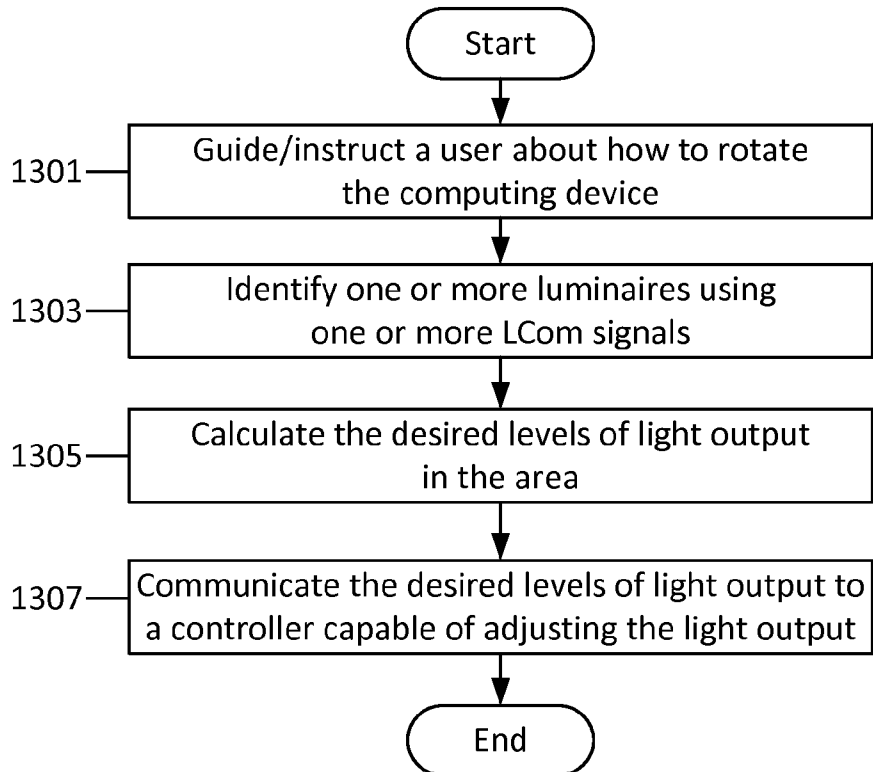 Start
1301
Guide/instruct a user about how to rotate
the computing device
1303
Identify one or more luminaires using
one or more LCom signals
1305
Calculate the desired levels of light output
in the area
1307
Communicate the desired levels of light output to
a controller capable of adjusting the light output
End